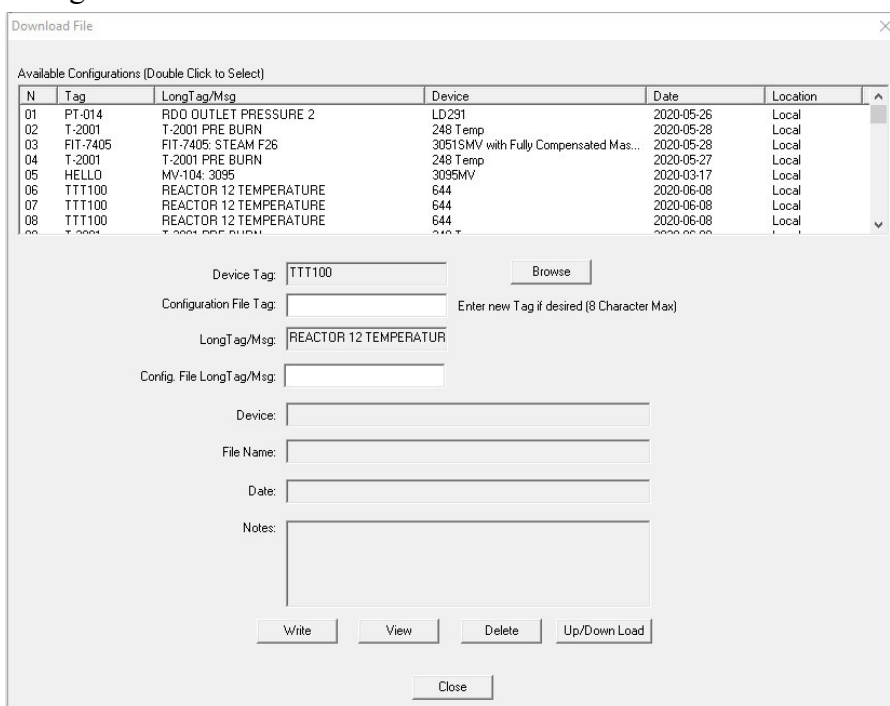 Download File
Available Configurations (Double Click to Select)
N Tag LongTag/Msg Device Date Location
01 PT-014 RDO OUTLET PRESSURE 2 LD291 2020-05-26 Local
02 T-2001 T-2001 PRE BURN 248 Temp 2020-05-28 Local
03 FIT-7405 FIT-7405: STEAM F26 3051SMV with Fully Compensated Mas... 2020-05-28 Local
04 T-2001 T-2001 PRE BURN 248 Temp 2020-05-27 Local
05 HELLO MV-104: 3095 3095MV 2020-03-17 Local
06 TTT100 REACTOR 12 TEMPERATURE 644 2020-06-08 Local
07 TTT100 REACTOR 12 TEMPERATURE 644 2020-06-08 Local
08 TTT100 REACTOR 12 TEMPERATURE 644 2020-06-08 Local
Device Tag: TTT100 Browse
Configuration File Tag: Enter new Tag if desired (8 Character Max)
LongTag/Msg: REACTOR 12 TEMPERATUR
Config. File LongTag/Msg:
Device:
File Name:
Date:
Notes:
Write View Delete Up/Down Load
Close